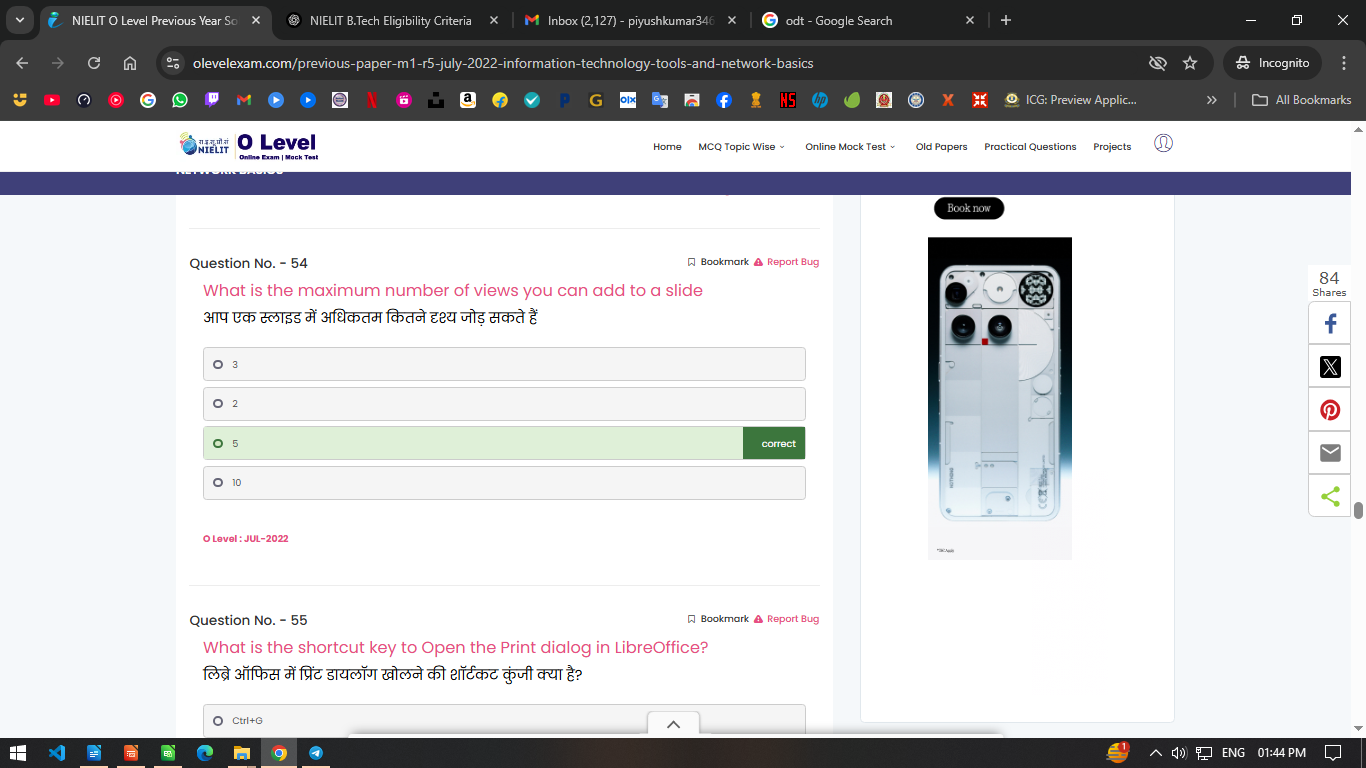 NIELIT O Level Previous Year So
NIELIT B.Tech Eligibility Criteria
Inbox (2,127) - piyushkumar346
odt - Google Search
olevelexam.com/previous-paper-m1-r5-july-2022-information-technology-tools-and-network-basics
Incognito
ICG: Preview Applic...
All Bookmarks
रा.इ.सू.प्रौ.सं
NIELIT
O Level
Online Exam | Mock Test
Home
MCQ Topic Wise
Online Mock Test
Old Papers
Practical Questions
Projects
NETWORK BASICS
Book now
84
Shares
Question No. - 54
Bookmark
Report Bug
What is the maximum number of views you can add to a slide
आप एक स्लाइड में अधिकतम कितने दृश्य जोड़ सकते हैं
3
2
5
correct
10
O Level : JUL-2022
Question No. - 55
Bookmark
Report Bug
What is the shortcut key to Open the Print dialog in LibreOffice?
लिब्रे ऑफिस में प्रिंट डायलॉग खोलने की शॉर्टकट कुंजी क्या है?
Ctrl+G
1
ENG
01:44 PM